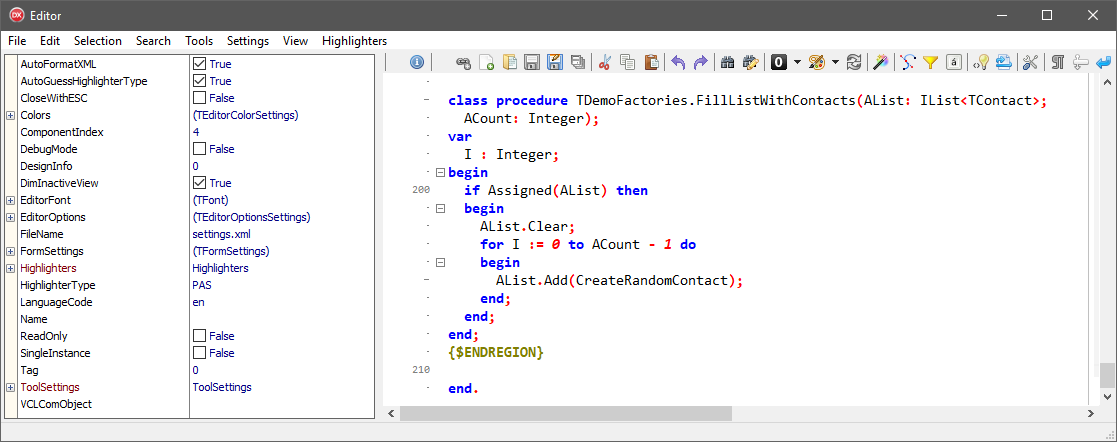 DX Editor
File Edit Selection Search Tools Settings View Highlighters
AutoFormatXML True
AutoGuessHighlighterType True
CloseWithESC False
Colors (TEditorColorSettings)
ComponentIndex 4
DebugMode False
DesignInfo 0
DimInactiveView True
EditorFont (TFont)
EditorOptions (TEditorOptionsSettings)
FileName settings.xml
FormSettings (TFormSettings)
Highlighters Highlighters
HighlighterType PAS
LanguageCode en
Name
ReadOnly False
SingleInstance False
Tag 0
ToolSettings ToolSettings
VCLComObject
0
á
class procedure TDemoFactories.FillListWithContacts(AList: IList<TContact>;
ACount: Integer);
var
I : Integer;
begin
200 if Assigned(AList) then
begin
AList.Clear;
for I := 0 to ACount - 1 do
begin
AList.Add(CreateRandomContact);
end;
end;
end;
{$ENDREGION}
210
end.